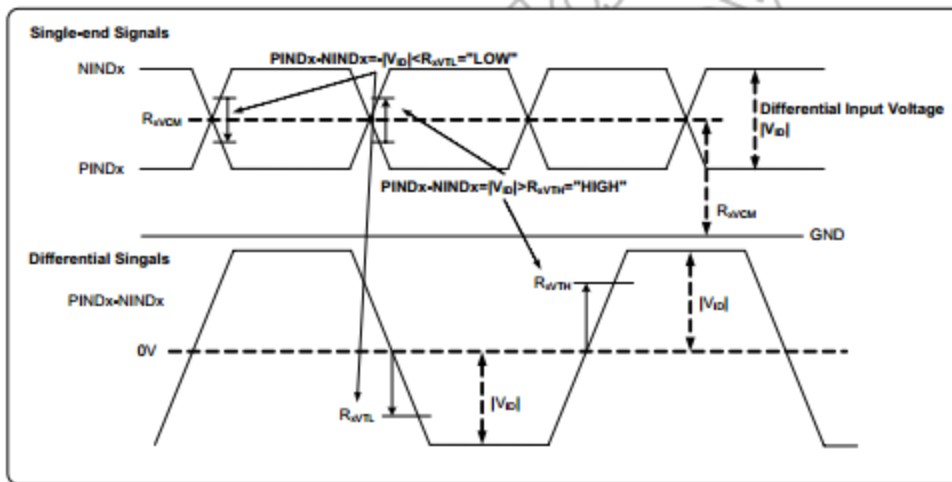 Single-end Signals
PINDx-NINDx=-|VID|<RxVTL="LOW"
NINDx
RxVCM
Differential Input Voltage
|VID|
PINDx
PINDx-NINDx=|VID|>RxVTH="HIGH"
RxVCM
GND
Differential Singals
PINDx-NINDx
RxVTH
|VID|
0V
|VID|
RxVTL